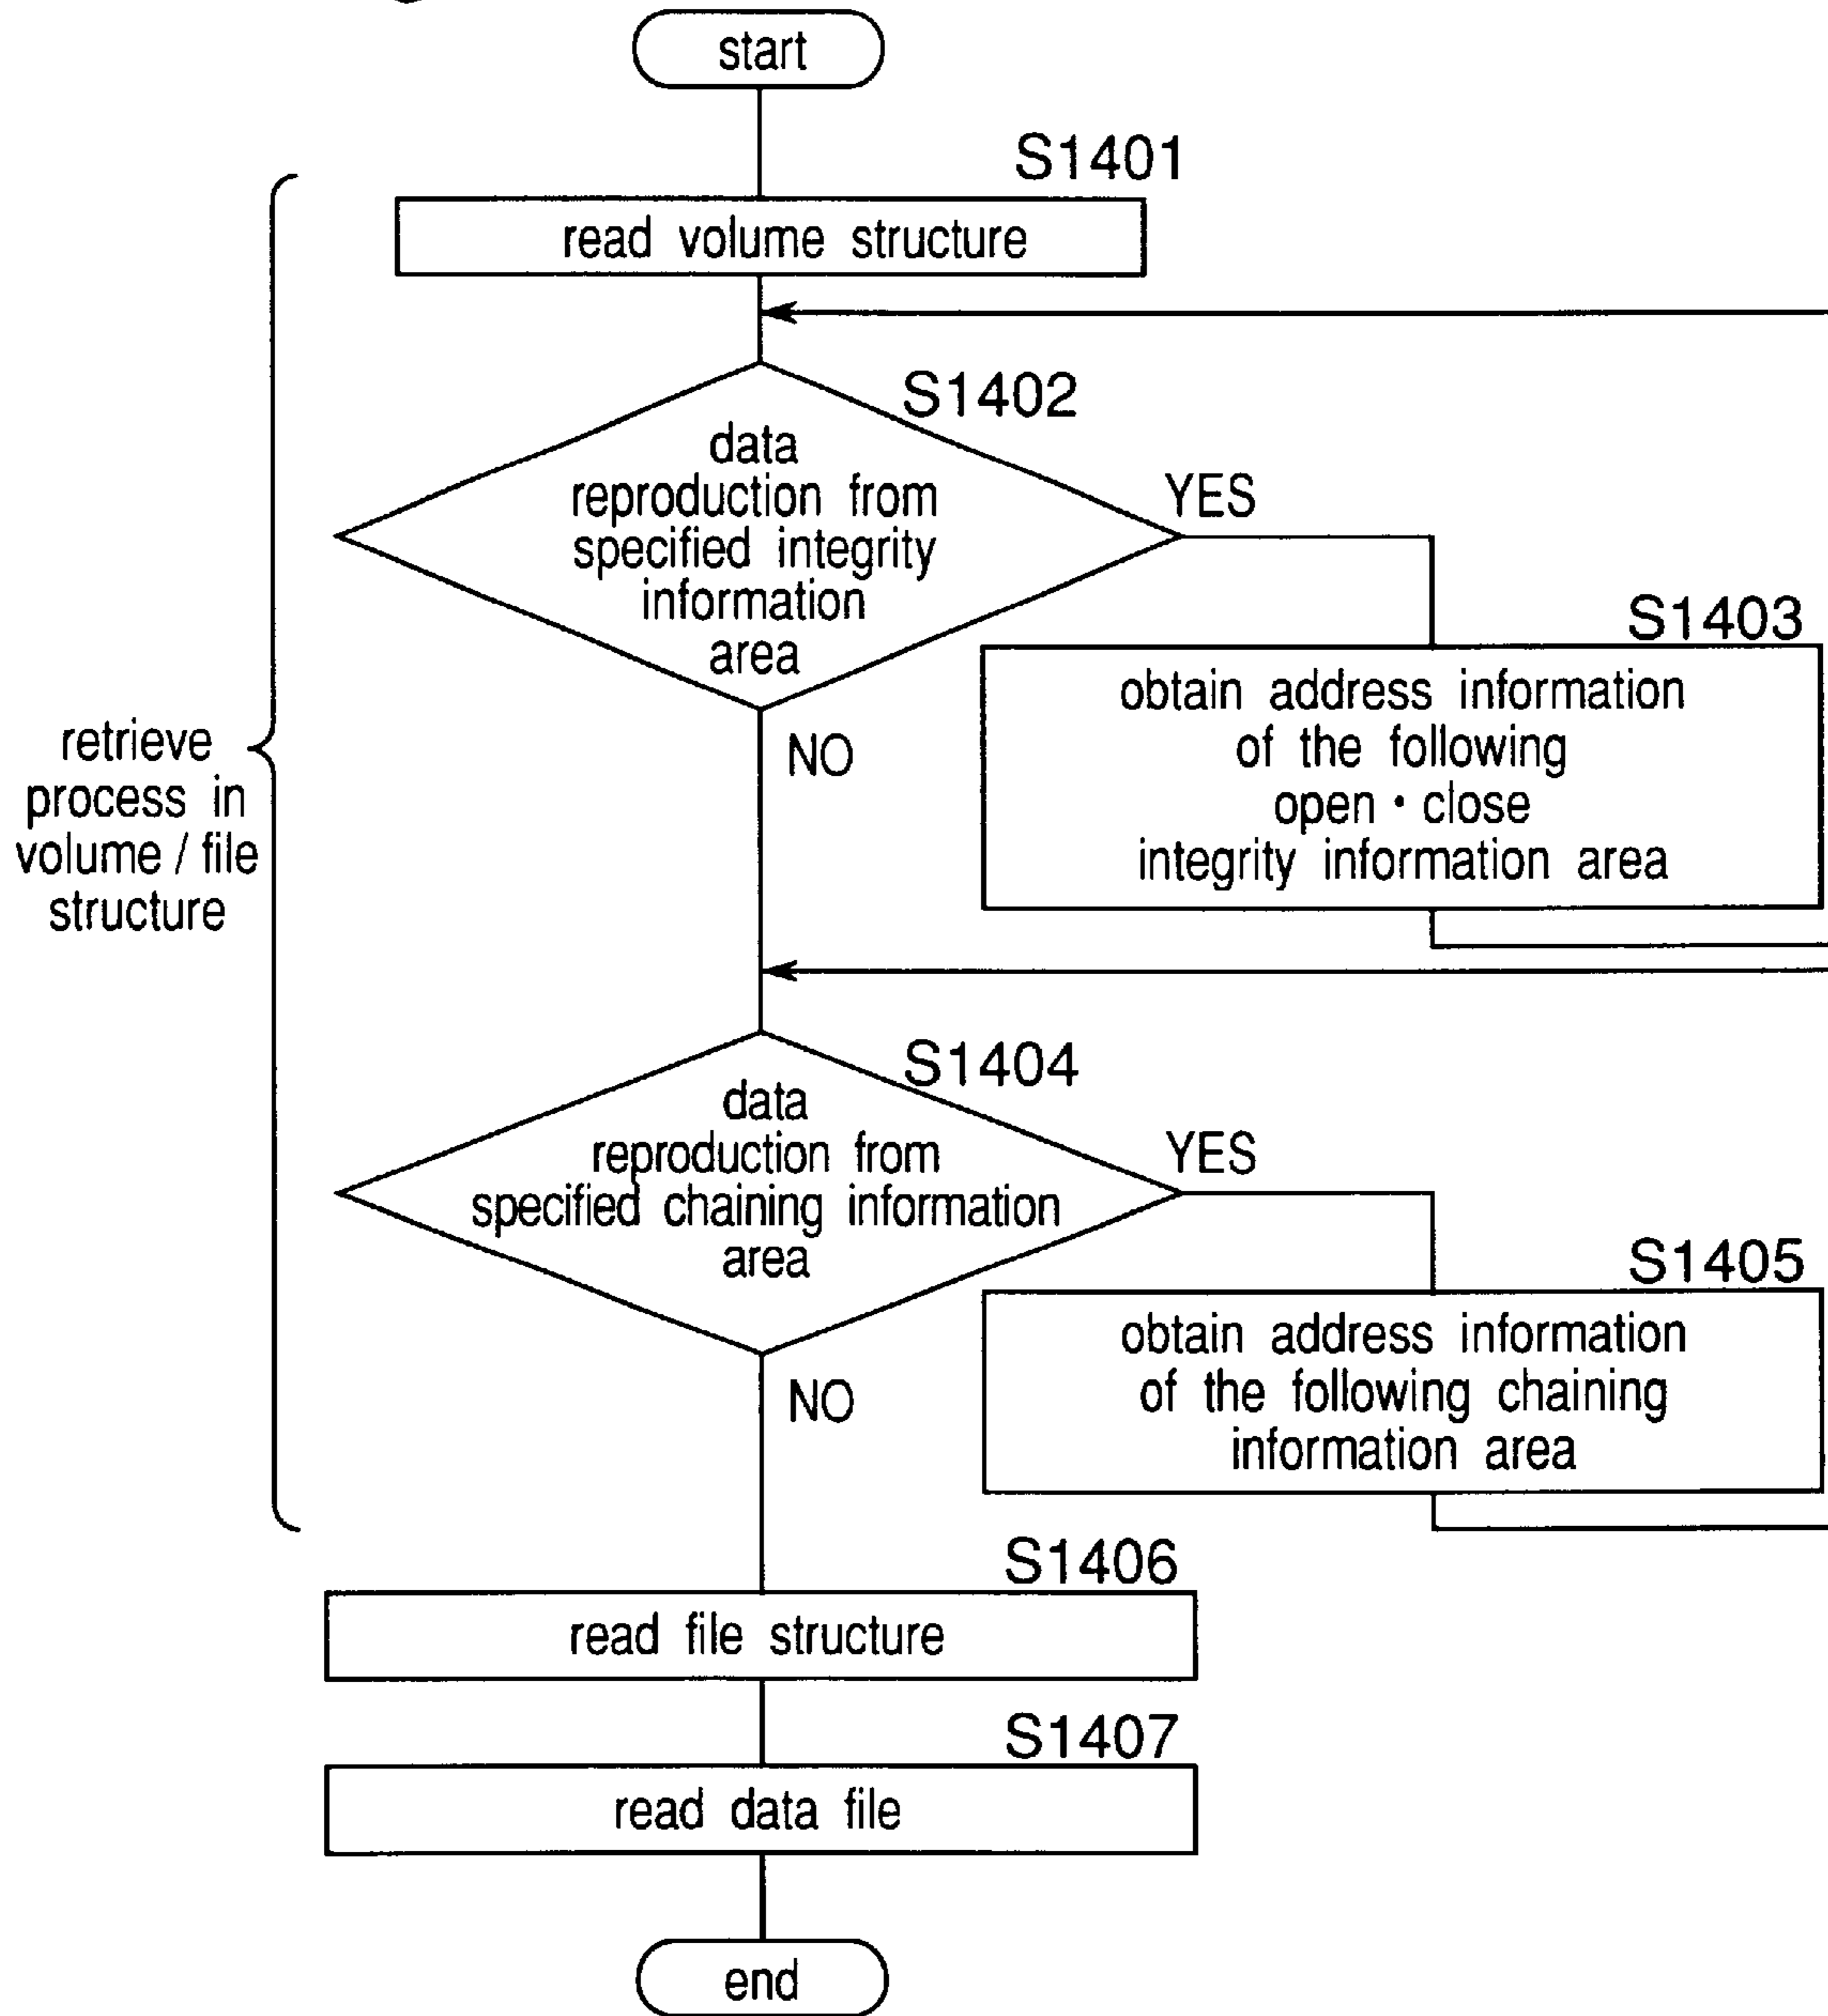 start
S1401
read volume structure
S1402
data
reproduction from
specified integrity
information
area
YES
NO
S1403
obtain address information
of the following
open・close
integrity information area
retrieve
process in
volume / file
structure
S1404
data
reproduction from
specified chaining information
area
YES
NO
S1405
obtain address information
of the following chaining
information area
S1406
read file structure
S1407
read data file
end